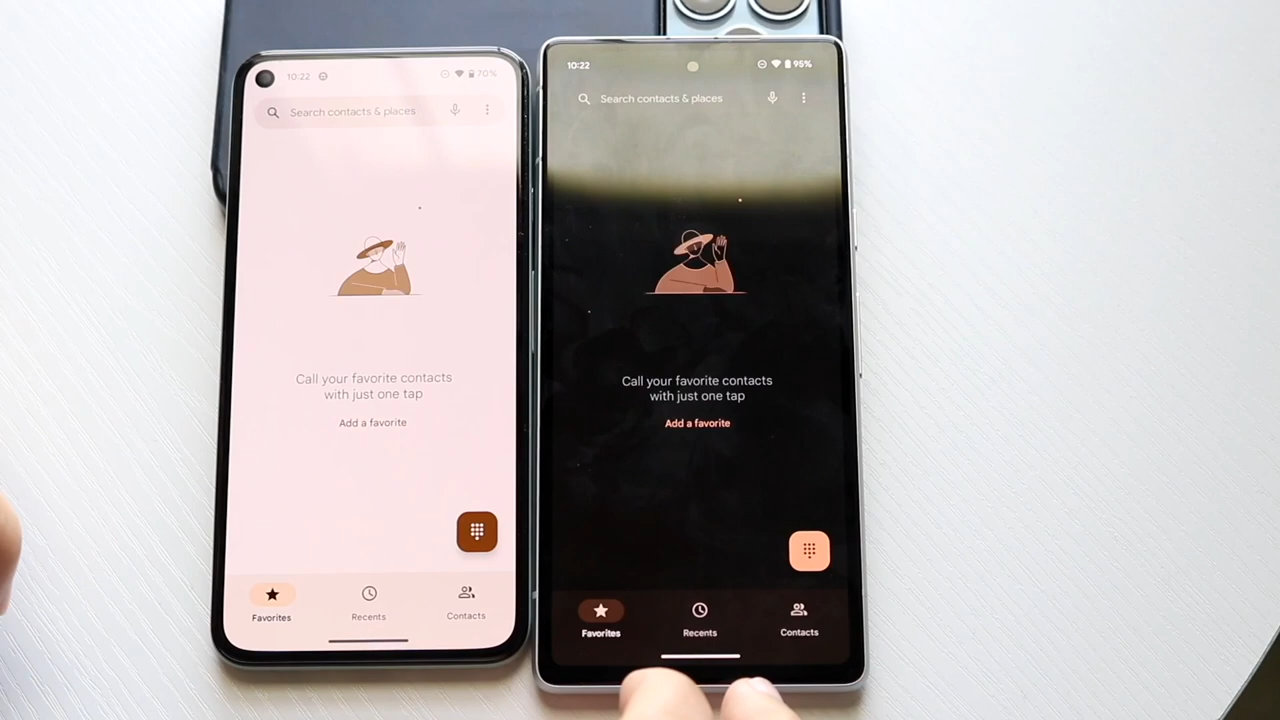 10:22
70%
Search contacts & places
Call your favorite contacts
with just one tap
Add a favorite
Favorites
Recents
Contacts
10:22
95%
Search contacts & places
Call your favorite contacts
with just one tap
Add a favorite
Favorites
Recents
Contacts